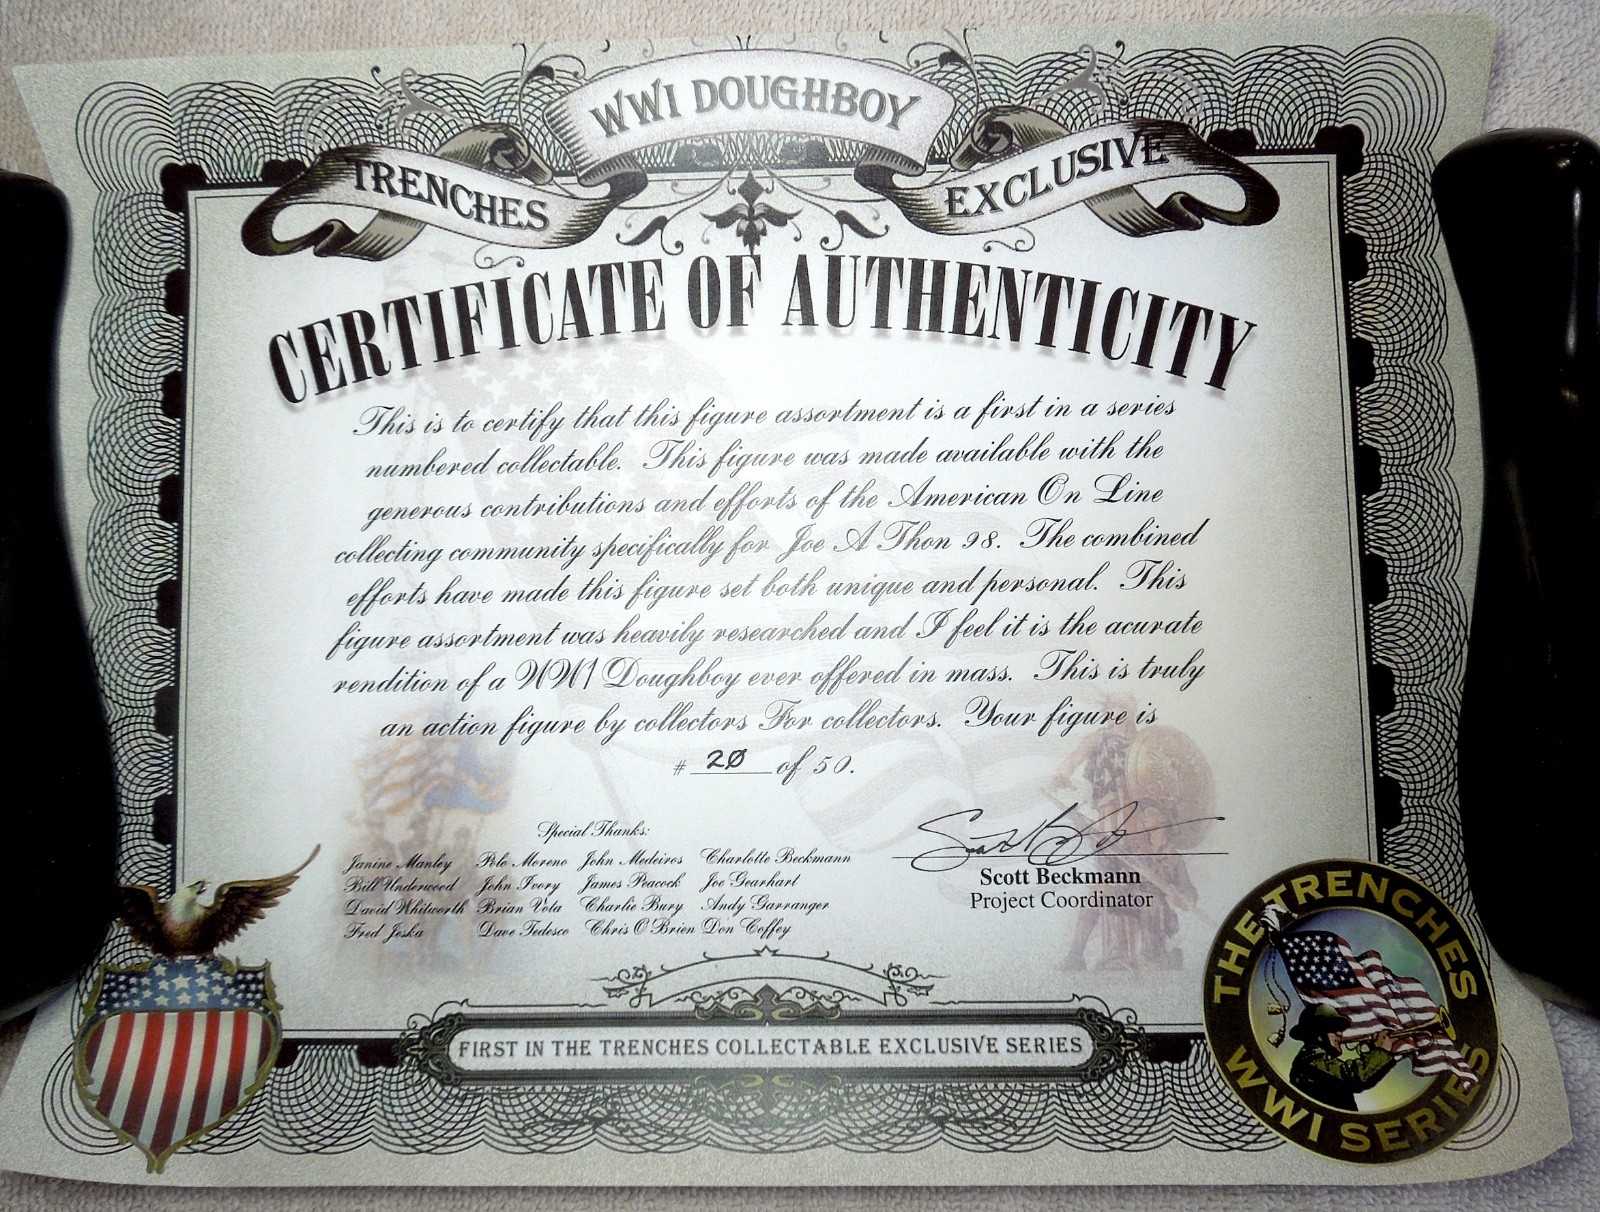 WWI DOUGHBOY
TRENCHES EXCLUSIVE
CERTIFICATE OF AUTHENTICITY
This is to certify that this figure assortment is a first in a series
numbered collectable. This figure was made available with the
generous contributions and efforts of the American On Line
collecting community specifically for Joe A Thon 98. The combined
efforts have made this figure set both unique and personal. This
figure assortment was heavily researched and I feel it is the acurate
rendition of a WW1 Doughboy ever offered in mass. This is truly
an action figure by collectors For collectors. Your figure is
# 20 of 50.
Special Thanks:
Janine Manley Polo Moreno John Medeiros Charlotte Beckmann
Bill Underwood John Ivory James Peacock Joe Gearhart
David Whitworth Brian Vota Charlie Bury Andy Garranger
Fred Jeska Dave Tedesco Chris O'Brien Don Coffey
Scott Beckmann
Project Coordinator
FIRST IN THE TRENCHES COLLECTABLE EXCLUSIVE SERIES
THE TRENCHES
WWI SERIES